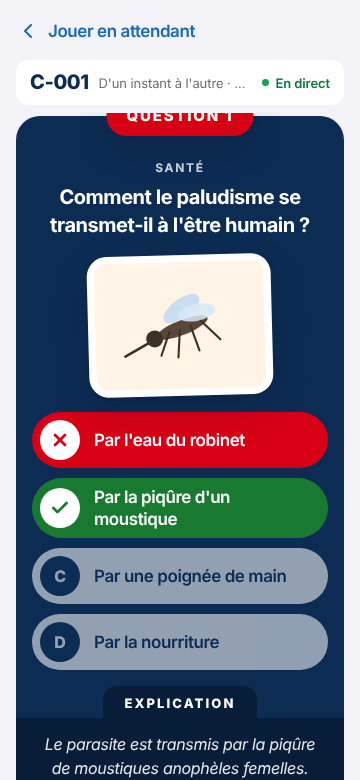 Jouer en attendant
C-001 D'un instant à l'autre · ... En direct
QUESTION 1
SANTÉ
Comment le paludisme se
transmet-il à l'être humain ?
Par l'eau du robinet
Par la piqûre d'un
moustique
C Par une poignée de main
D Par la nourriture
EXPLICATION
Le parasite est transmis par la piqûre
de moustiques anophèles femelles.